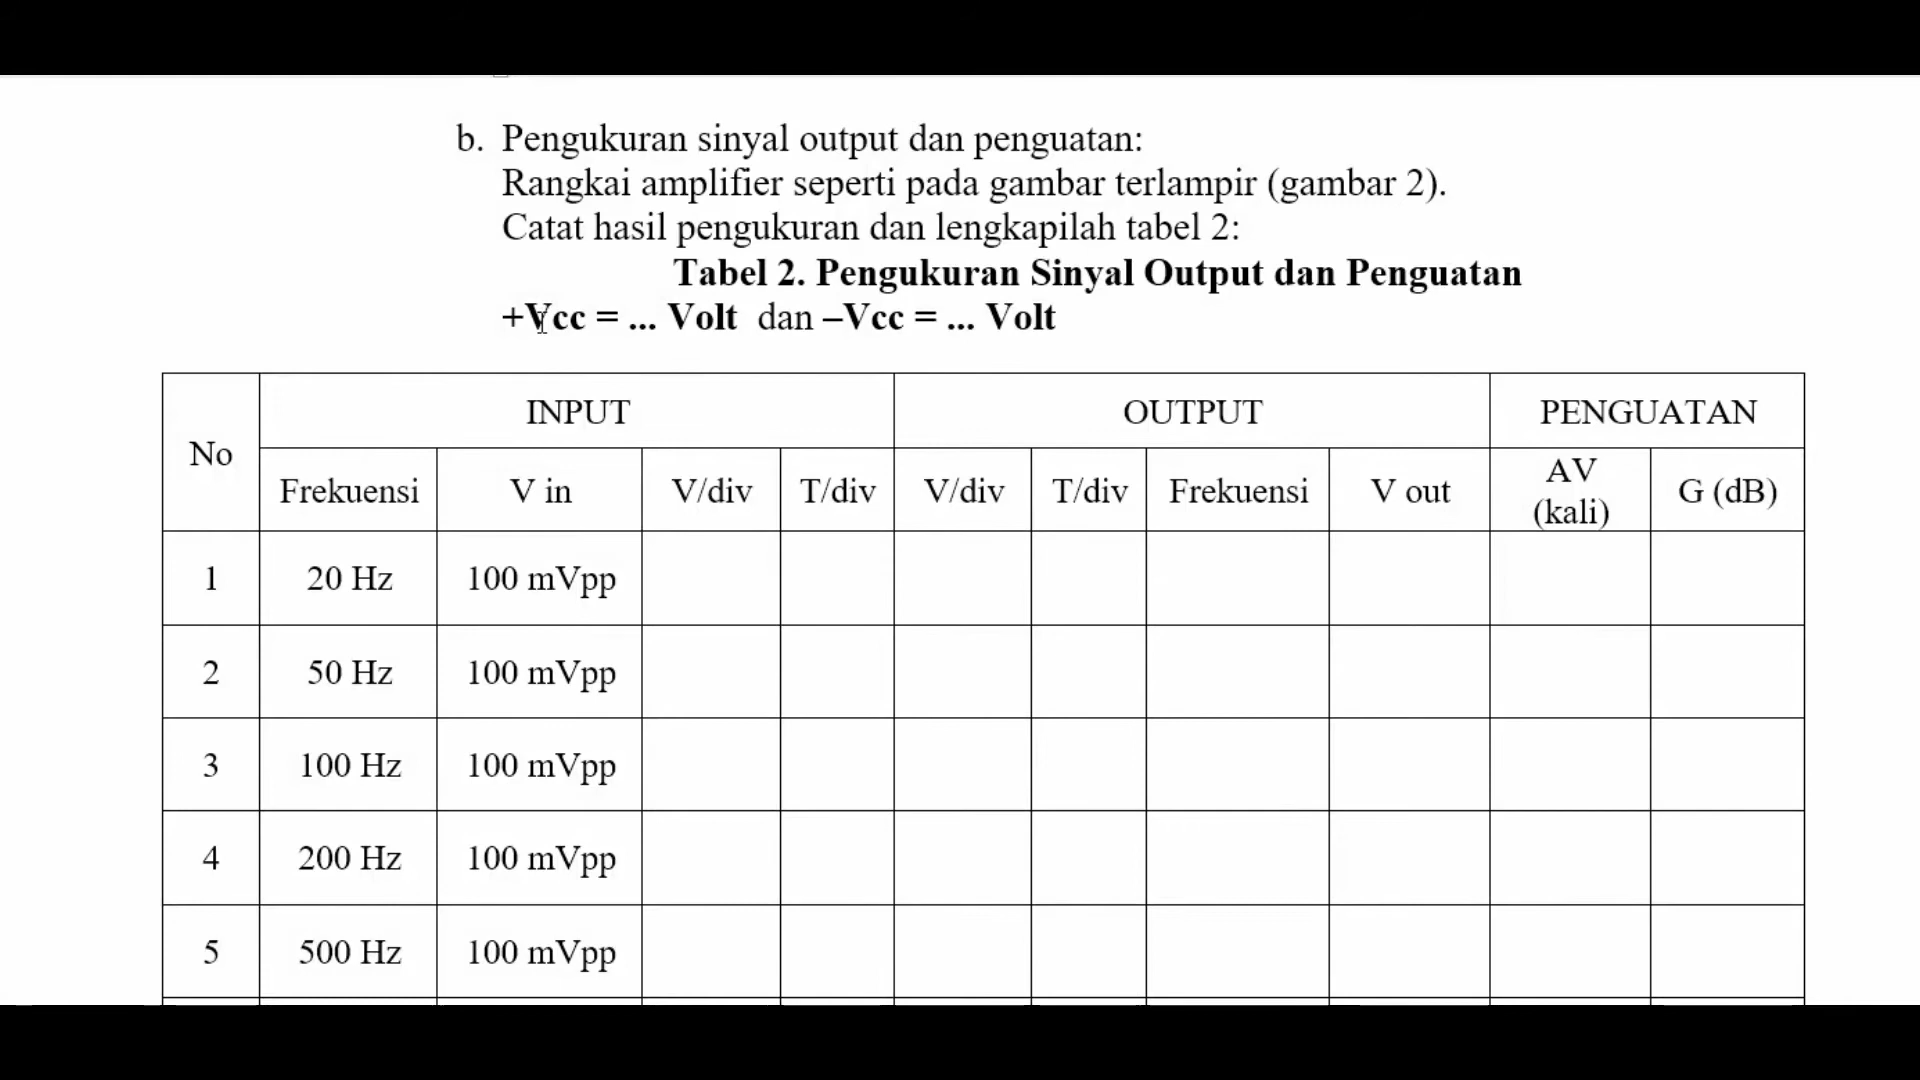 b. Pengukuran sinyal output dan penguatan:
Rangkai amplifier seperti pada gambar terlampir (gambar 2).
Catat hasil pengukuran dan lengkapilah tabel 2:
Tabel 2. Pengukuran Sinyal Output dan Penguatan
+Vcc = ... Volt dan –Vcc = ... Volt
No INPUT OUTPUT PENGUATAN
Frekuensi V in V/div T/div V/div T/div Frekuensi V out AV (kali) G (dB)
1 20 Hz 100 mVpp
2 50 Hz 100 mVpp
3 100 Hz 100 mVpp
4 200 Hz 100 mVpp
5 500 Hz 100 mVpp